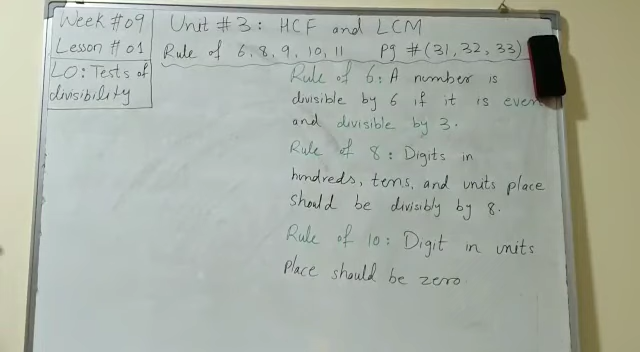 Week #09
Lesson #01
LO: Tests of
divisibility
Unit #3: HCF and LCM
Rule of 6, 8, 9, 10, 11 Pg #(31, 32, 33)
Rule of 6: A number is
divisible by 6 if it is even
and divisible by 3.
Rule of 8: Digits in
hundreds, tens, and units place
should be divisibly by 8.
Rule of 10: Digit in units
place should be zero.